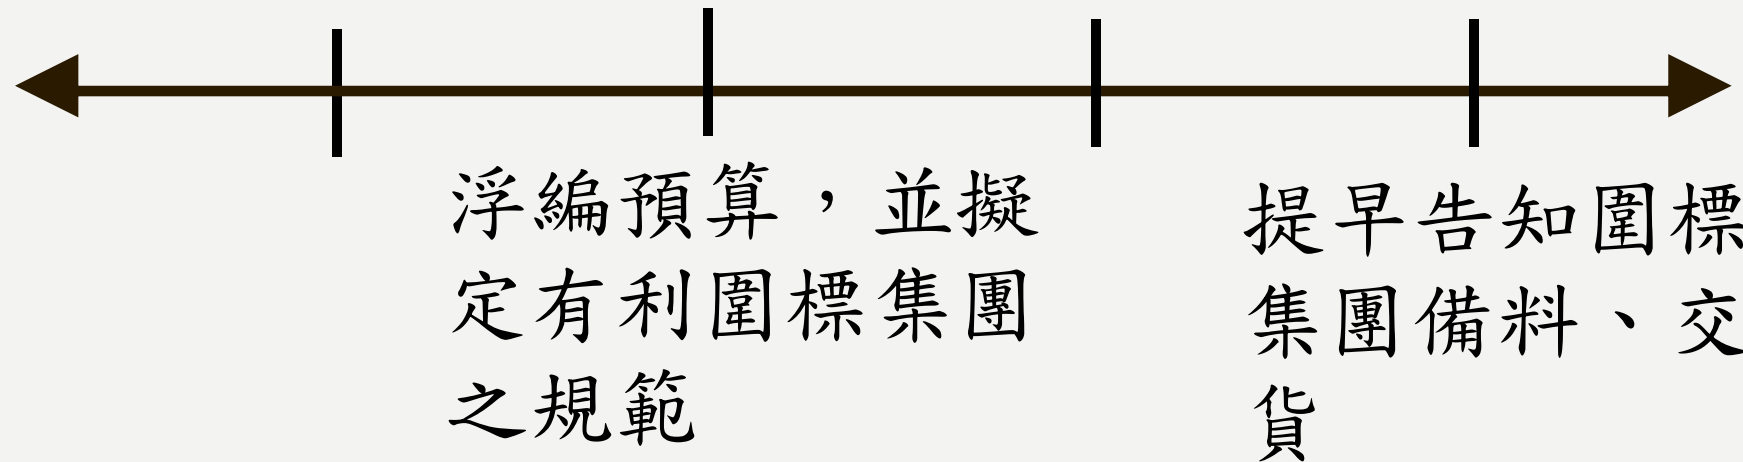 浮編預算，並擬
定有利圍標集團
之規範
提早告知圍標
集團備料、交
貨